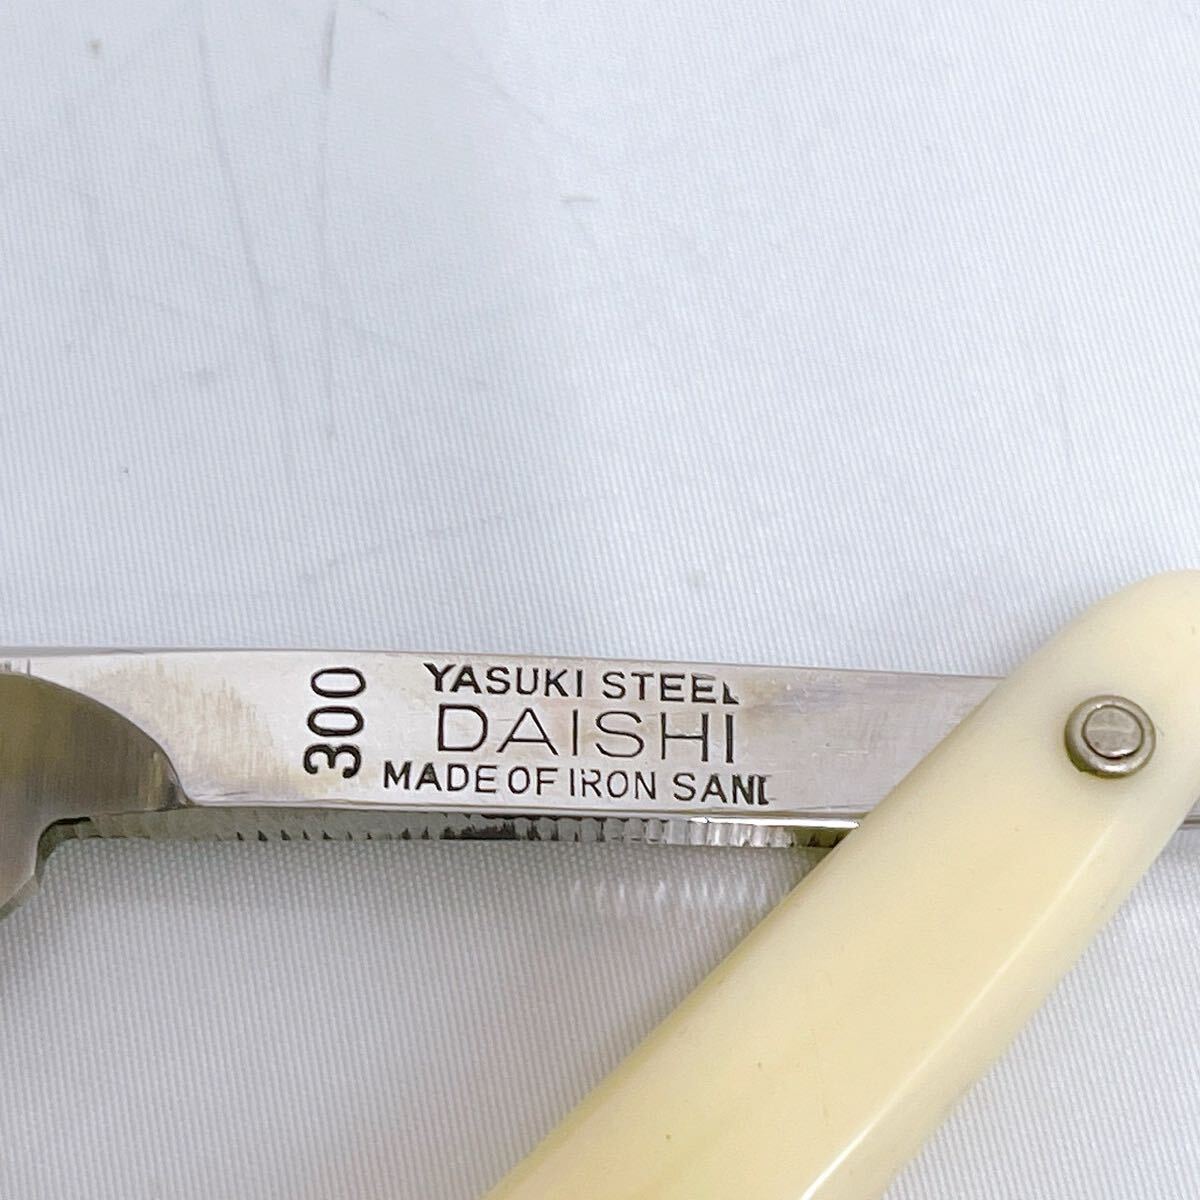 300
YASUKI STEEL
DAISHI
MADE OF IRON SAND